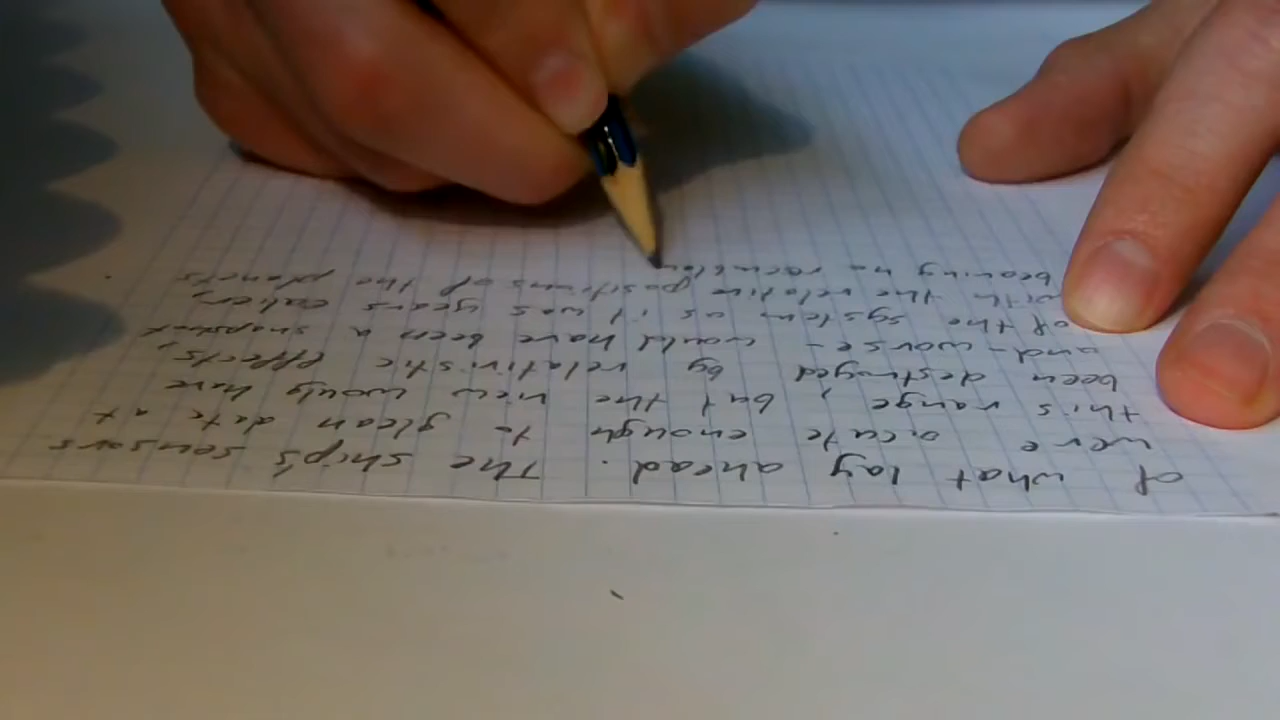 of what lay ahead. The ship's sensors
were acute enough to glean data at
this range, but the view would have
been destroyed by relativistic effects,
and - worse - would have been a snapshot
of the system as it was years earlier,
with the relative positions of the planets
bearing no